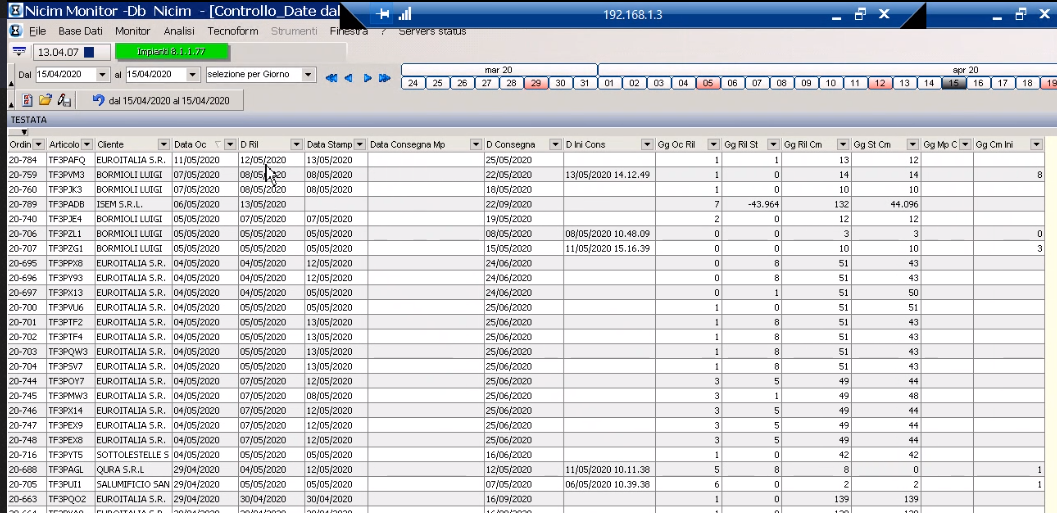 Nicim Monitor -Db Nicim - [Controllo_Date dal
192.168.1.3
File Base Dati Monitor Analisi Tecnoform Strumenti Finestra ? Servers status
13.04.07 Impianti 8.1.1.77
Dal 15/04/2020 al 15/04/2020 selezione per Giorno
mar 20 apr 20
24 25 26 27 28 29 30 31 01 02 03 04 05 06 07 08 09 10 11 12 13 14 15 16 17 18 19
dal 15/04/2020 al 15/04/2020
TESTATA
Ordin Articolo Cliente Data Oc D Ril Data Stamp Data Consegna Mp D Consegna D Ini Cons Gg Oc Ril Gg Ril St Gg Ril Cm Gg St Cm Gg Mp C Gg Cm Ini
20-784 TF3PAFQ EUROITALIA S.R. 11/05/2020 12/05/2020 13/05/2020 25/05/2020 1 1 13 12
20-759 TF3PVM3 BORMIOLI LUIGI 07/05/2020 08/05/2020 08/05/2020 22/05/2020 13/05/2020 14.12.49 1 0 14 14 8
20-760 TF3PJK3 BORMIOLI LUIGI 07/05/2020 08/05/2020 08/05/2020 18/05/2020 1 0 10 10
20-789 TF3PADB ISEM S.R.L. 06/05/2020 13/05/2020 22/09/2020 7 -43.964 132 44.096
20-740 TF3PJE4 BORMIOLI LUIGI 05/05/2020 07/05/2020 07/05/2020 19/05/2020 2 0 12 12
20-706 TF3PZL1 BORMIOLI LUIGI 05/05/2020 05/05/2020 05/05/2020 08/05/2020 08/05/2020 10.48.09 0 0 3 3 0
20-707 TF3PZG1 BORMIOLI LUIGI 05/05/2020 05/05/2020 05/05/2020 15/05/2020 11/05/2020 15.16.39 0 0 10 10 3
20-695 TF3PPX8 EUROITALIA S.R. 04/05/2020 04/05/2020 12/05/2020 24/06/2020 0 8 51 43
20-696 TF3PY93 EUROITALIA S.R. 04/05/2020 04/05/2020 12/05/2020 24/06/2020 0 8 51 43
20-697 TF3PX13 EUROITALIA S.R. 04/05/2020 04/05/2020 05/05/2020 24/06/2020 0 1 51 50
20-700 TF3PVU6 EUROITALIA S.R. 04/05/2020 05/05/2020 05/05/2020 25/06/2020 1 0 51 51
20-701 TF3PTF2 EUROITALIA S.R. 04/05/2020 05/05/2020 13/05/2020 25/06/2020 1 8 51 43
20-702 TF3PTF4 EUROITALIA S.R. 04/05/2020 05/05/2020 13/05/2020 25/06/2020 1 8 51 43
20-703 TF3PQW3 EUROITALIA S.R. 04/05/2020 05/05/2020 13/05/2020 25/06/2020 1 8 51 43
20-704 TF3PSV7 EUROITALIA S.R. 04/05/2020 05/05/2020 13/05/2020 25/06/2020 1 8 51 43
20-744 TF3POY7 EUROITALIA S.R. 04/05/2020 07/05/2020 12/05/2020 25/06/2020 3 5 49 44
20-745 TF3PMW3 EUROITALIA S.R. 04/05/2020 07/05/2020 08/05/2020 25/06/2020 3 1 49 48
20-746 TF3PX14 EUROITALIA S.R. 04/05/2020 07/05/2020 12/05/2020 25/06/2020 3 5 49 44
20-747 TF3PEX9 EUROITALIA S.R. 04/05/2020 07/05/2020 12/05/2020 25/06/2020 3 5 49 44
20-748 TF3PEX8 EUROITALIA S.R. 04/05/2020 07/05/2020 12/05/2020 25/06/2020 3 5 49 44
20-716 TF3PYT5 SOTTOLESTELLE S 04/05/2020 05/05/2020 05/05/2020 16/06/2020 1 0 42 42
20-688 TF3PAGL QURA S.R.L 29/04/2020 04/05/2020 12/05/2020 12/05/2020 11/05/2020 10.11.38 5 8 8 0 1
20-705 TF3PUI1 SALUMIFICIO SAN 29/04/2020 05/05/2020 05/05/2020 07/05/2020 06/05/2020 10.39.38 6 0 2 2 1
20-663 TF3PQO2 EUROITALIA S.R. 29/04/2020 30/04/2020 30/04/2020 16/09/2020 1 0 139 139